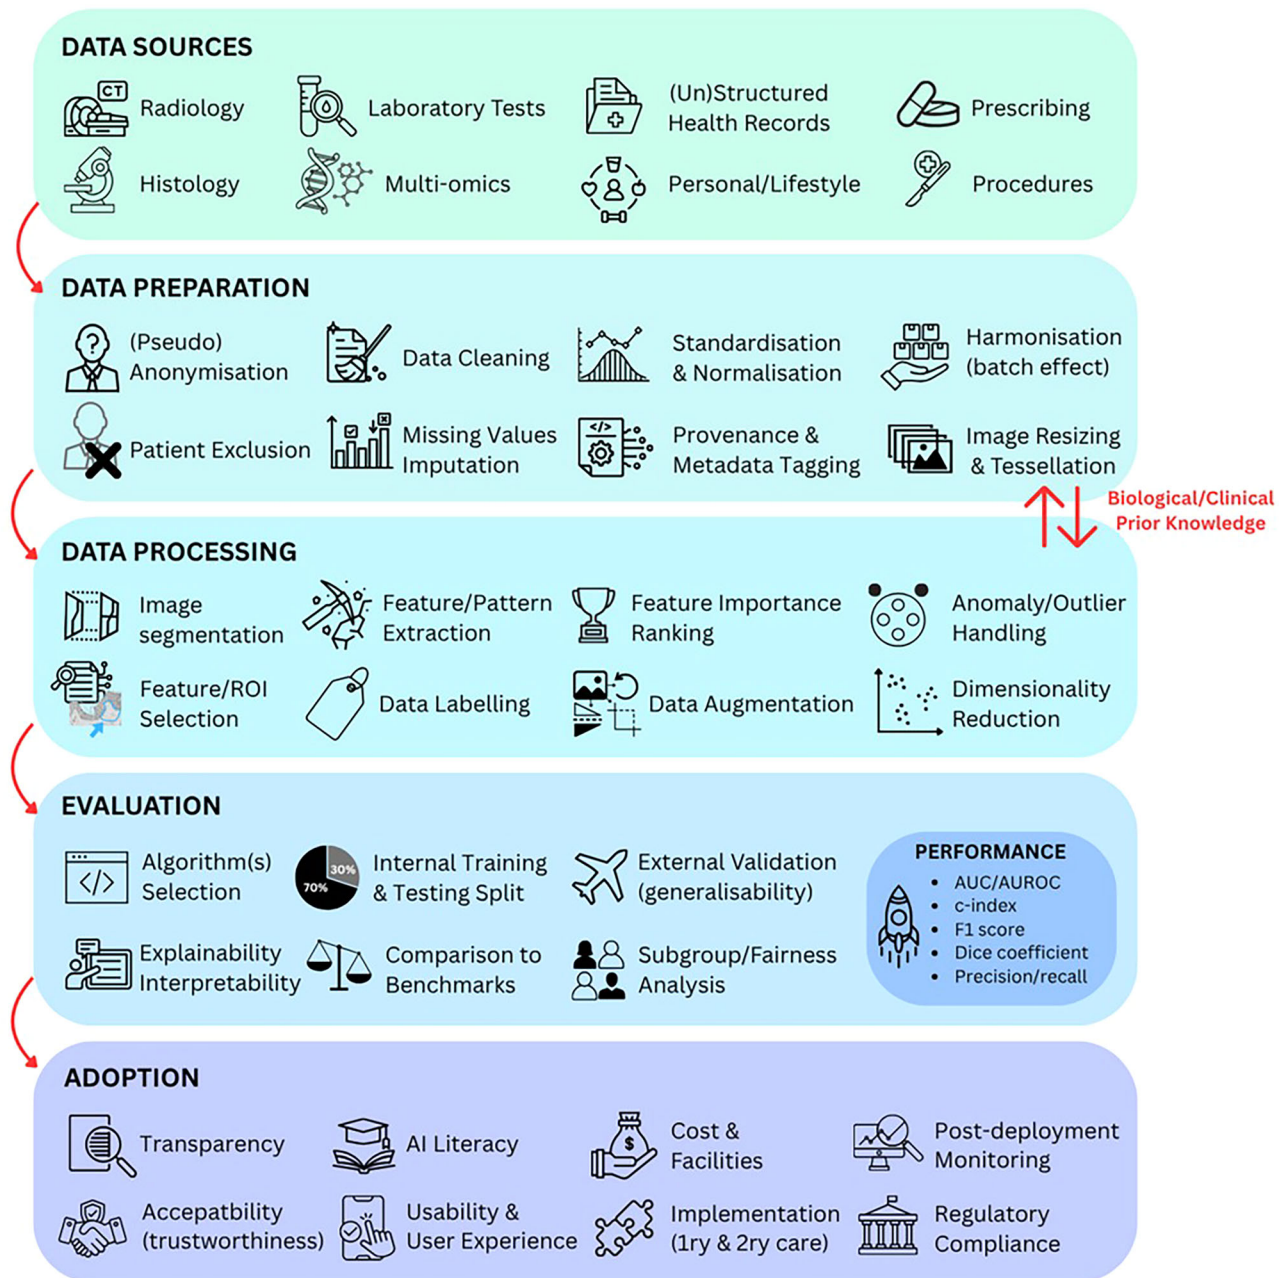 DATA SOURCES
CT
Radiology
Laboratory Tests
(Un)Structured
Health Records
Prescribing
Histology
Multi-omics
Personal/Lifestyle
Procedures
DATA PREPARATION
(Pseudo)
Anonymisation
Data Cleaning
Standardisation
& Normalisation
Harmonisation
(batch effect)
Patient Exclusion
Missing Values
Imputation
</>
Provenance &
Metadata Tagging
Image Resizing
& Tessellation
Biological/Clinical
Prior Knowledge
DATA PROCESSING
Image
segmentation
Feature/Pattern
Extraction
Feature Importance
Ranking
Anomaly/Outlier
Handling
Feature/ROI
Selection
Data Labelling
Data Augmentation
Dimensionality
Reduction
EVALUATION
</>
Algorithm(s)
Selection
30%
70%
Internal Training
& Testing Split
External Validation
(generalisability)
Explainability
Interpretability
Comparison to
Benchmarks
Subgroup/Fairness
Analysis
PERFORMANCE
• AUC/AUROC
• c-index
• F1 score
• Dice coefficient
• Precision/recall
ADOPTION
Transparency
AI Literacy
$
Cost &
Facilities
Post-deployment
Monitoring
Accepatbility
(trustworthiness)
Usability &
User Experience
Implementation
(1ry & 2ry care)
Regulatory
Compliance